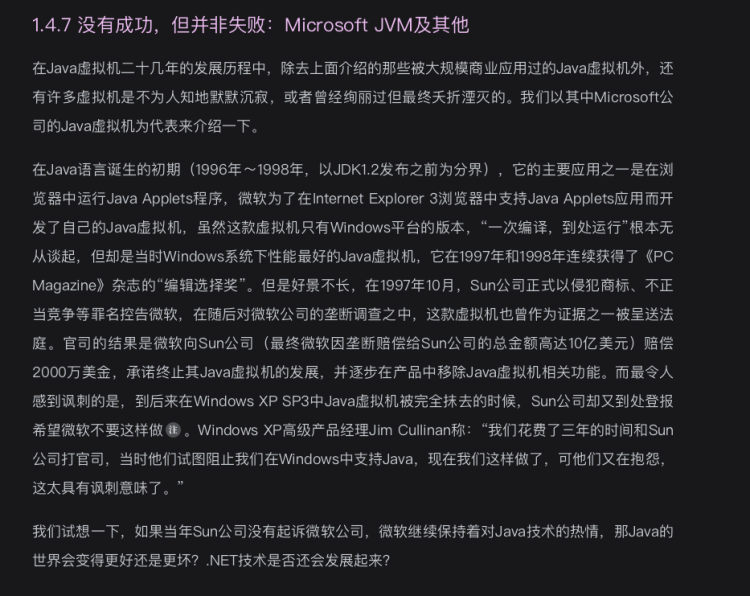 1.4.7 没有成功，但并非失败：Microsoft JVM及其他
在Java虚拟机二十几年的发展历程中，除去上面介绍的那些被大规模商业应用过的Java虚拟机外，还
有许多虚拟机是不为人知地默默沉寂，或者曾经绚丽过但最终夭折湮灭的。我们以其中Microsoft公
司的Java虚拟机为代表来介绍一下。
在Java语言诞生的初期（1996年～1998年，以JDK1.2发布之前为分界），它的主要应用之一是在浏
览器中运行Java Applets程序，微软为了在Internet Explorer 3浏览器中支持Java Applets应用而开
发了自己的Java虚拟机，虽然这款虚拟机只有Windows平台的版本，“一次编译，到处运行”根本无
从谈起，但却是当时Windows系统下性能最好的Java虚拟机，它在1997年和1998年连续获得了《PC
Magazine》杂志的“编辑选择奖”。但是好景不长，在1997年10月，Sun公司正式以侵犯商标、不正
当竞争等罪名控告微软，在随后对微软公司的垄断调查之中，这款虚拟机也曾作为证据之一被呈送法
庭。官司的结果是微软向Sun公司（最终微软因垄断赔偿给Sun公司的总金额高达10亿美元）赔偿
2000万美金，承诺终止其Java虚拟机的发展，并逐步在产品中移除Java虚拟机相关功能。而最令人
感到讽刺的是，到后来在Windows XP SP3中Java虚拟机被完全抹去的时候，Sun公司却又到处登报
希望微软不要这样做注。Windows XP高级产品经理Jim Cullinan称：“我们花费了三年的时间和Sun
公司打官司，当时他们试图阻止我们在Windows中支持Java，现在我们这样做了，可他们又在抱怨，
这太具有讽刺意味了。”
我们试想一下，如果当年Sun公司没有起诉微软公司，微软继续保持着对Java技术的热情，那Java的
世界会变得更好还是更坏？.NET技术是否还会发展起来？